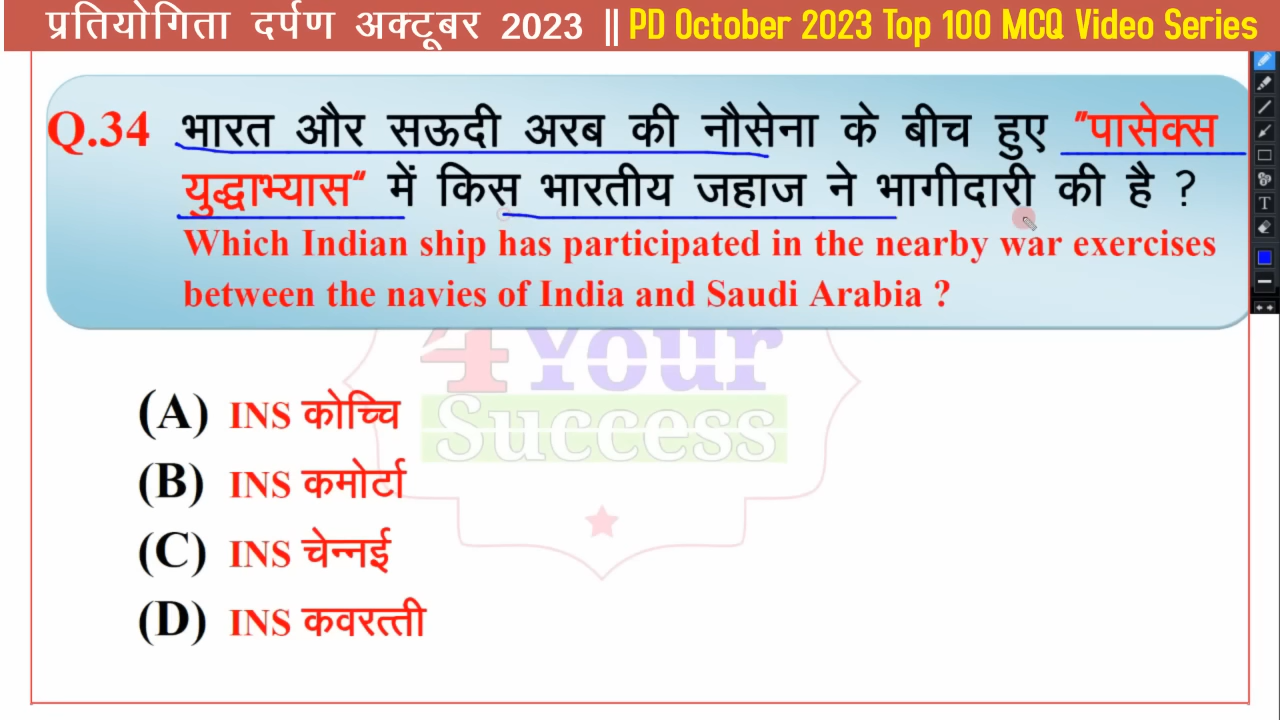 प्रतियोगिता दर्पण अक्टूबर 2023 || PD October 2023 Top 100 MCQ Video Series
Q.34 भारत और सऊदी अरब की नौसेना के बीच हुए "पासेक्स
युद्धाभ्यास" में किस भारतीय जहाज ने भागीदारी की है ?
Which Indian ship has participated in the nearby war exercises
between the navies of India and Saudi Arabia ?
4Your
Success
(A) INS कोच्चि
(B) INS कमोर्टा
(C) INS चेन्नई
(D) INS कवरत्ती